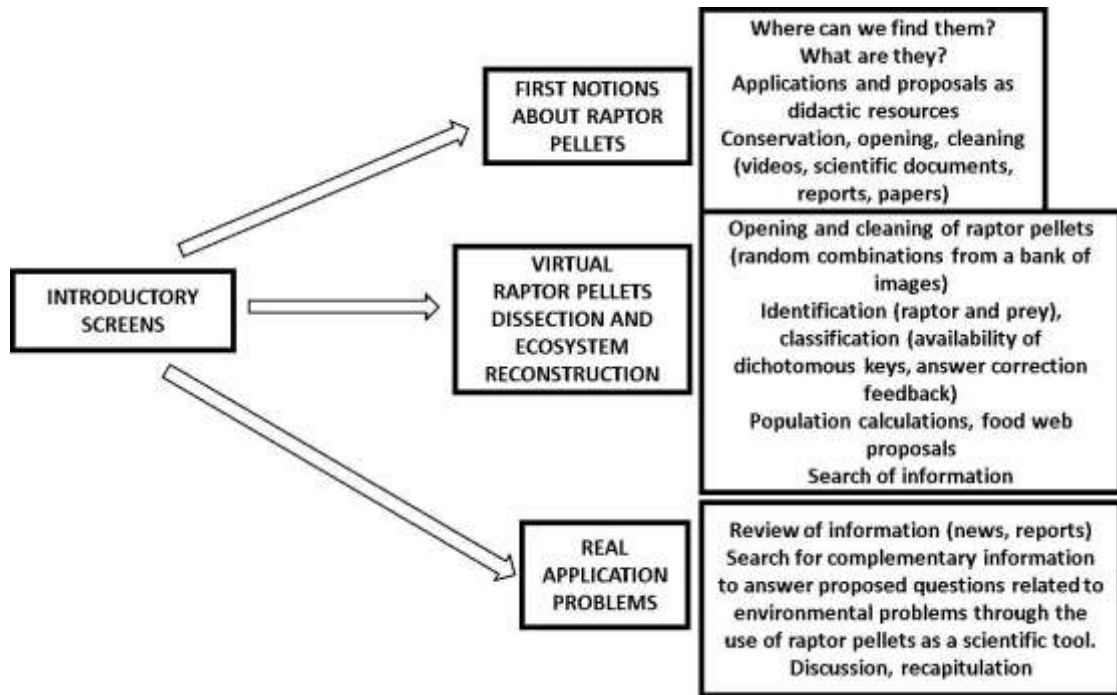 INTRODUCTORY
SCREENS
FIRST NOTIONS
ABOUT RAPTOR
PELLETS
Where can we find them?
What are they?
Applications and proposals as
didactic resources
Conservation, opening, cleaning
(videos, scientific documents,
reports, papers)
VIRTUAL
RAPTOR PELLETS
DISSECTION AND
ECOSYSTEM
RECONSTRUCTION
Opening and cleaning of raptor pellets
(random combinations from a bank of
images)
Identification (raptor and prey),
classification (availability of
dichotomous keys, answer correction
feedback)
Population calculations, food web
proposals
Search of information
REAL
APPLICATION
PROBLEMS
Review of information (news, reports)
Search for complementary information
to answer proposed questions related to
environmental problems through the
use of raptor pellets as a scientific tool.
Discussion, recapitulation